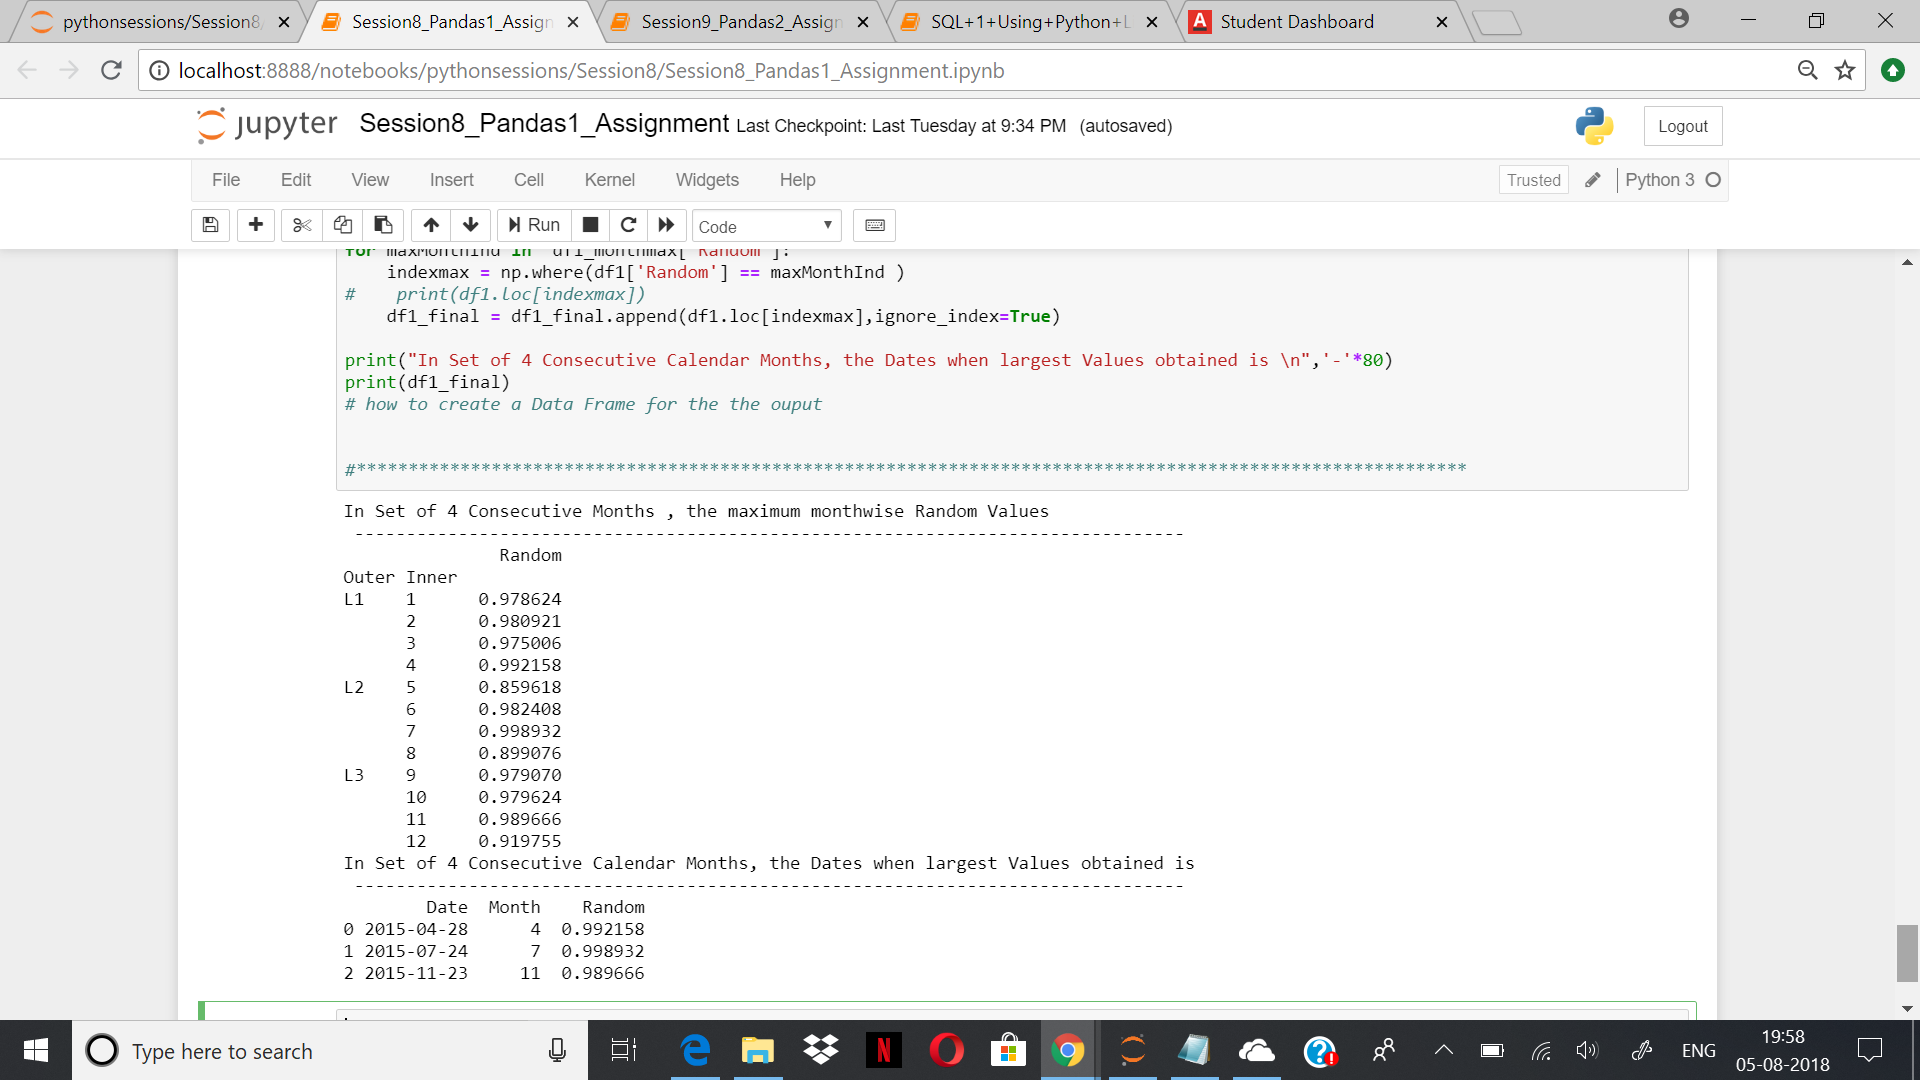 pythonsessions/Session8
Session8_Pandas1_Assign
Session9_Pandas2_Assign
SQL+1+Using+Python+L
Student Dashboard
localhost:8888/notebooks/pythonsessions/Session8/Session8_Pandas1_Assignment.ipynb
jupyter Session8_Pandas1_Assignment Last Checkpoint: Last Tuesday at 9:34 PM (autosaved)
Logout
File Edit View Insert Cell Kernel Widgets Help
Trusted Python 3
Run Code
for maxMonthInd in df1_monthmax['Random']:
    indexmax = np.where(df1['Random'] == maxMonthInd )
#    print(df1.loc[indexmax])
    df1_final = df1_final.append(df1.loc[indexmax],ignore_index=True)
print("In Set of 4 Consecutive Calendar Months, the Dates when largest Values obtained is \n",'-'*80)
print(df1_final)
# how to create a Data Frame for the the ouput
#***********************************************************************************************************
In Set of 4 Consecutive Months , the maximum monthwise Random Values
--------------------------------------------------------------------------------
Random
Outer Inner
L1 1 0.978624
2 0.980921
3 0.975006
4 0.992158
L2 5 0.859618
6 0.982408
7 0.998932
8 0.899076
L3 9 0.979070
10 0.979624
11 0.989666
12 0.919755
In Set of 4 Consecutive Calendar Months, the Dates when largest Values obtained is
--------------------------------------------------------------------------------
Date Month Random
0 2015-04-28 4 0.992158
1 2015-07-24 7 0.998932
2 2015-11-23 11 0.989666
Type here to search
ENG
19:58
05-08-2018